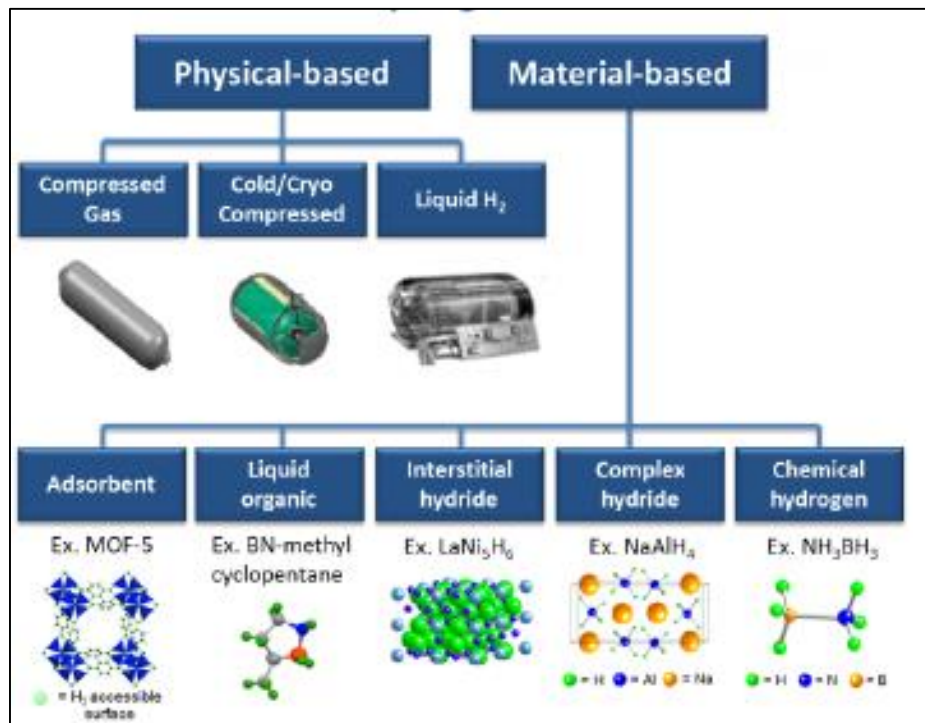 Physical-based
Material-based
Compressed
Gas
Cold/Cryo
Compressed
Liquid H₂
Adsorbent
Liquid
organic
Interstitial
hydride
Complex
hydride
Chemical
hydrogen
Ex. MOF-5
Ex. BN-methyl
cyclopentane
Ex. LaNi₅H₆
Ex. NaAlH₄
Ex. NH₃BH₃
= H₂ accessible
surface
= H = Al = Na
= H = N = B